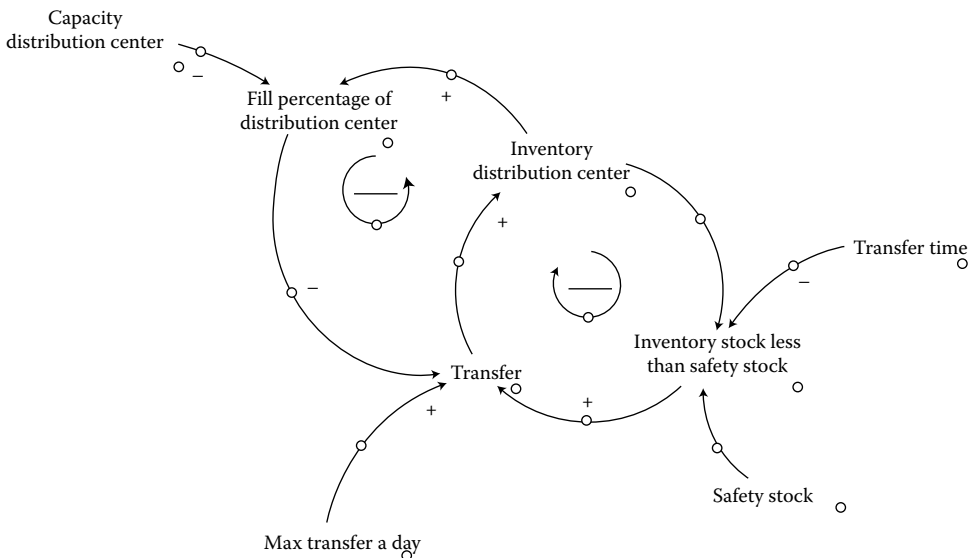 Capacity
distribution center
−
Fill percentage of
distribution center
+
Inventory
distribution center
+
Transfer time
−
−
Inventory stock less
than safety stock
Transfer
+
+
Safety stock
Max transfer a day